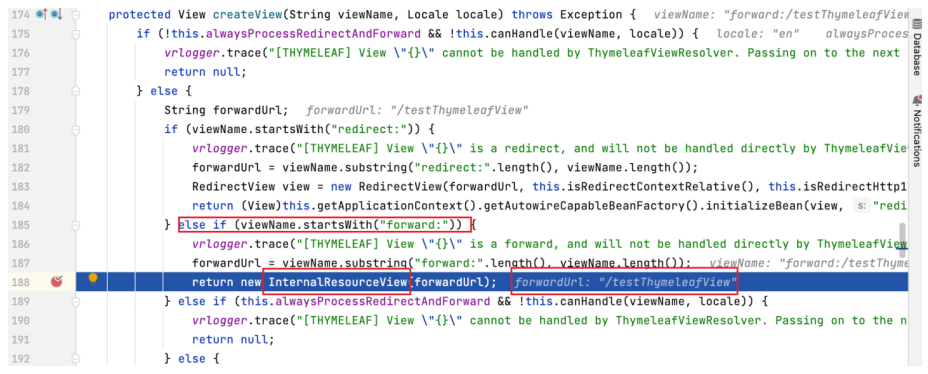 174 protected View createView(String viewName, Locale locale) throws Exception { viewName: "forward:/testThymeleafView
175 if (!this.alwaysProcessRedirectAndForward && !this.canHandle(viewName, locale)) { locale: "en" alwaysProces
176 vrlogger.trace("[THYMELEAF] View \"{}\" cannot be handled by ThymeleafViewResolver. Passing on to the next
177 return null;
178 } else {
179 String forwardUrl; forwardUrl: "/testThymeleafView"
180 if (viewName.startsWith("redirect:")) {
181 vrlogger.trace("[THYMELEAF] View \"{}\" is a redirect, and will not be handled directly by ThymeleafVie
182 forwardUrl = viewName.substring("redirect:".length(), viewName.length());
183 RedirectView view = new RedirectView(forwardUrl, this.isRedirectContextRelative(), this.isRedirectHttp1
184 return (View)this.getApplicationContext().getAutowireCapableBeanFactory().initializeBean(view, s: "redi
185 } else if (viewName.startsWith("forward:")) {
186 vrlogger.trace("[THYMELEAF] View \"{}\" is a forward, and will not be handled directly by ThymeleafView
187 forwardUrl = viewName.substring("forward:".length(), viewName.length()); viewName: "forward:/testThyme
188 return new InternalResourceView(forwardUrl); forwardUrl: "/testThymeleafView"
189 } else if (this.alwaysProcessRedirectAndForward && !this.canHandle(viewName, locale)) {
190 vrlogger.trace("[THYMELEAF] View \"{}\" cannot be handled by ThymeleafViewResolver. Passing on to the n
191 return null;
192 } else {
Database
Notifications